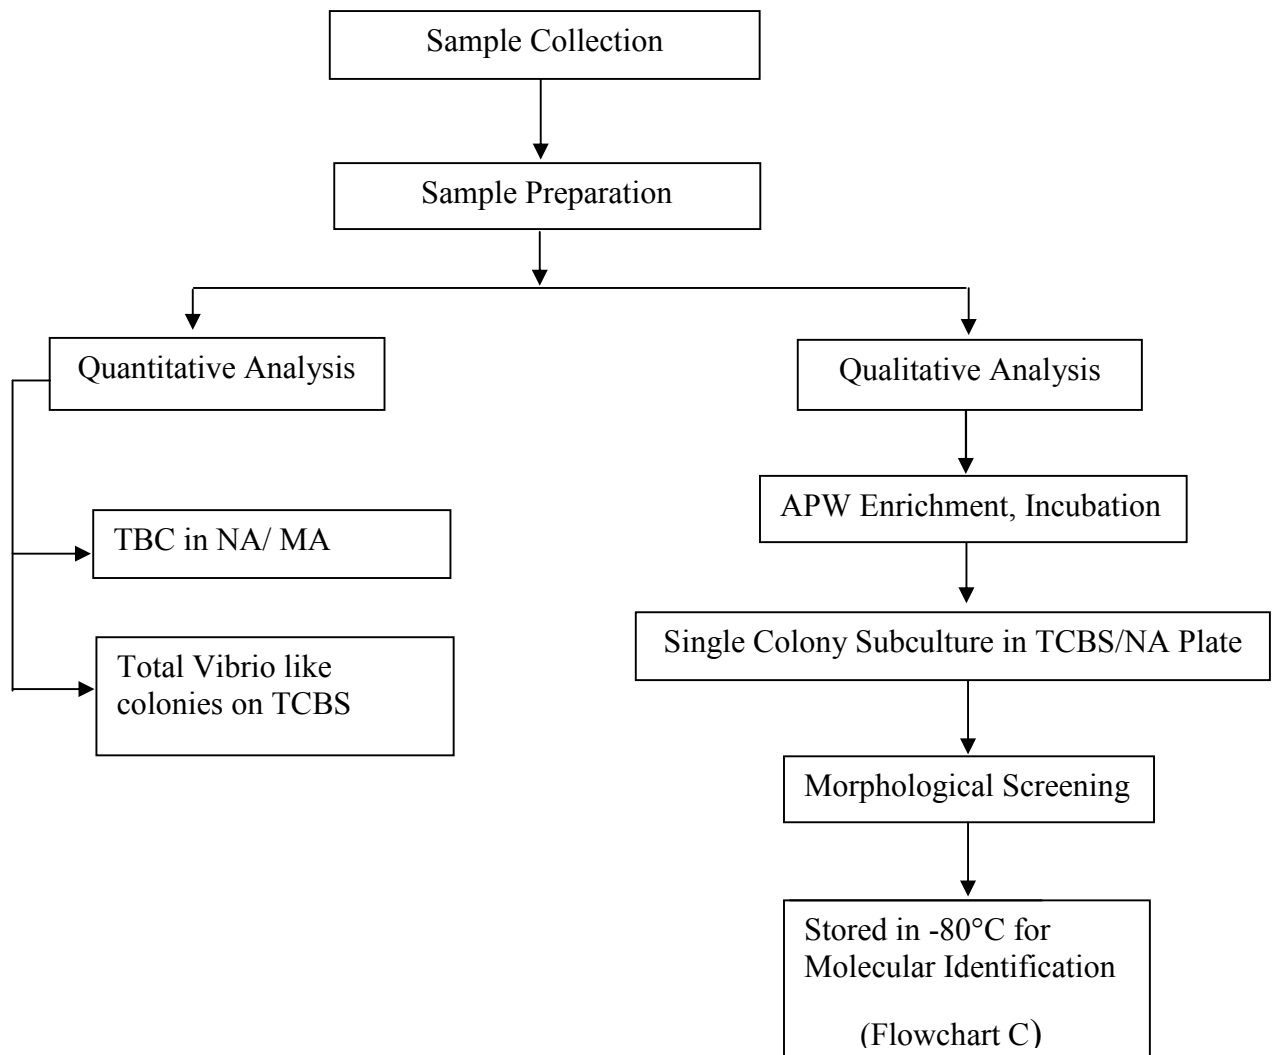 Sample Collection
Sample Preparation
Quantitative Analysis
Qualitative Analysis
APW Enrichment, Incubation
TBC in NA/ MA
Single Colony Subculture in TCBS/NA Plate
Total Vibrio like
colonies on TCBS
Morphological Screening
Stored in -80°C for
Molecular Identification
(Flowchart C)